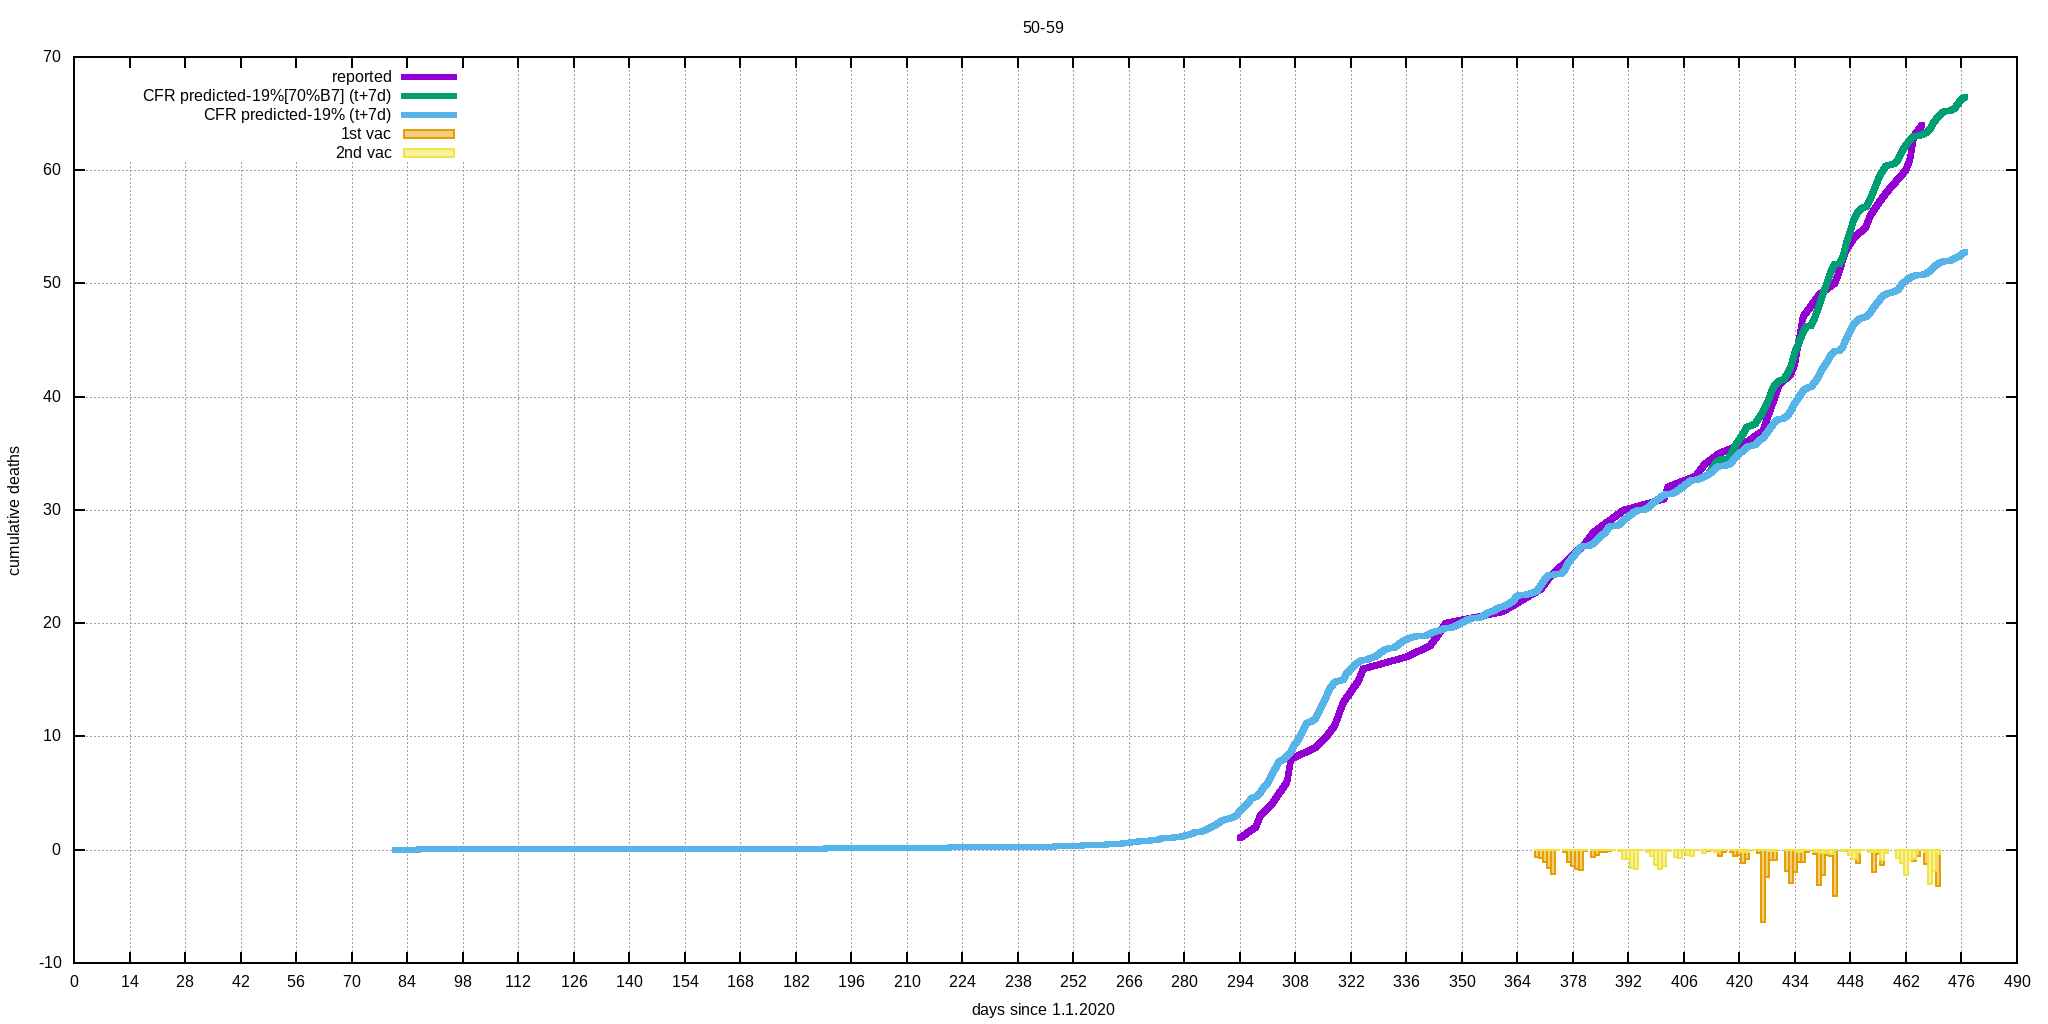 50-59
reported
CFR predicted-19%[70%B7] (t+7d)
CFR predicted-19% (t+7d)
1st vac
2nd vac
70
60
50
40
30
20
10
0
-10
cumulative deaths
0 14 28 42 56 70 84 98 112 126 140 154 168 182 196 210 224 238 252 266 280 294 308 322 336 350 364 378 392 406 420 434 448 462 476 490
days since 1.1.2020